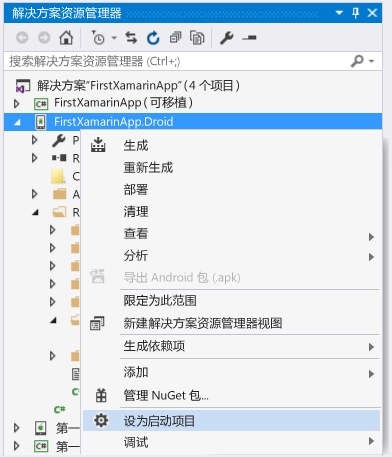 解决方案资源管理器
搜索解决方案资源管理器(Ctrl+;)
解决方案"FirstXamarinApp"(4 个项目)
FirstXamarinApp(可移植)
FirstXamarinApp.Droid
P
R
C
A
R
生成
重新生成
部署
清理
查看
分析
导出 Android 包 (.apk)
限定为此范围
新建解决方案资源管理器视图
生成依赖项
添加
管理 NuGet 包...
设为启动项目
调试
C#
第一
C# 第一